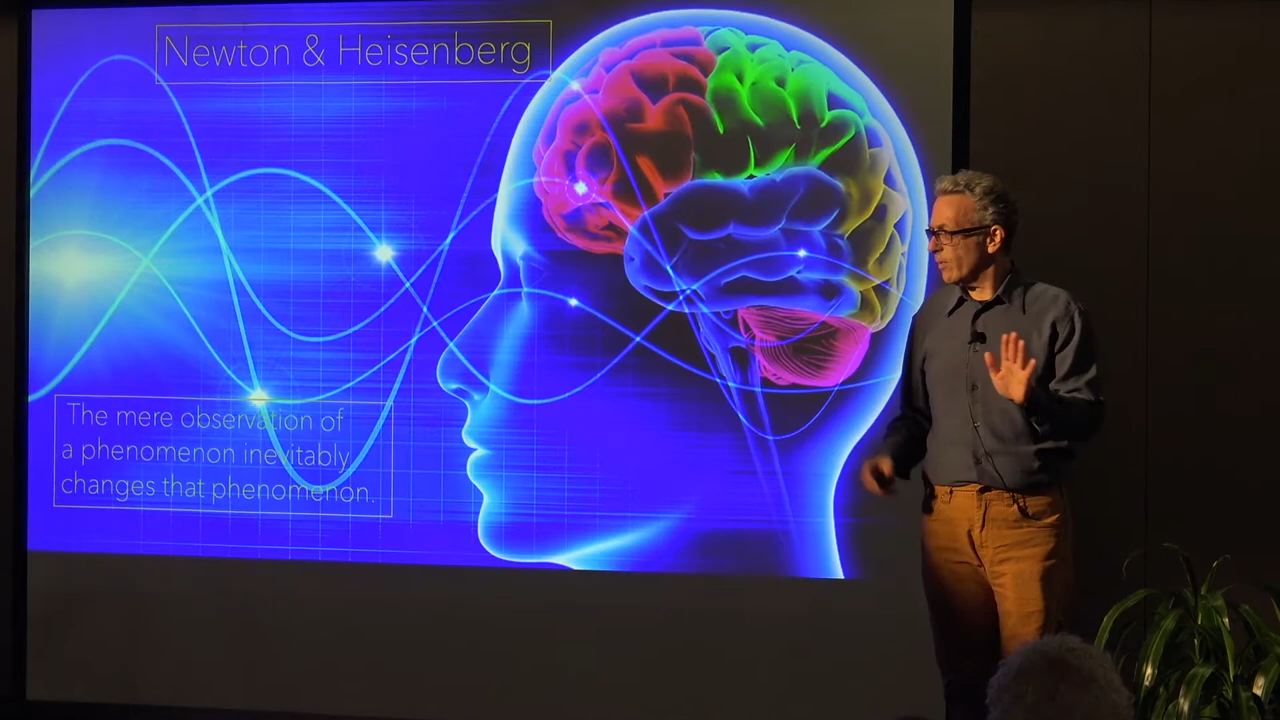 Newton & Heisenberg
The mere observation of
a phenomenon inevitably
changes that phenomenon.